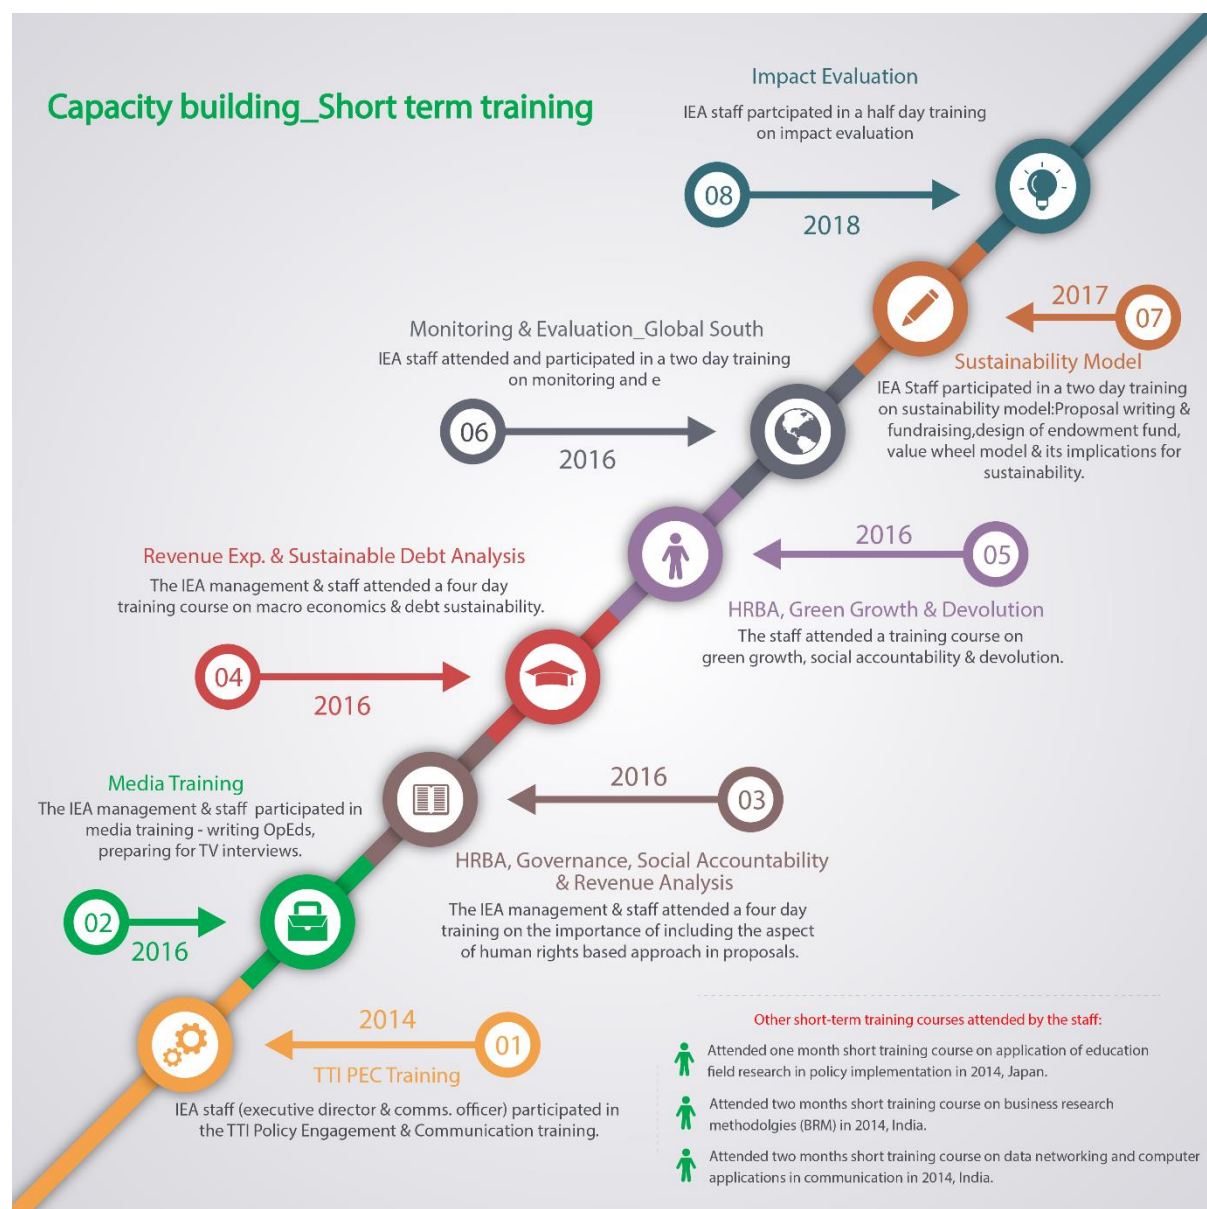 Capacity building_Short term training
Impact Evaluation
IEA staff partcipated in a half day training
on impact evaluation
08
2018
2017
07
Sustainability Model
IEA Staff participated in a two day training
on sustainability model:Proposal writing &
fundraising,design of endowment fund,
value wheel model & its implications for
sustainability.
Monitoring & Evaluation_Global South
IEA staff attended and participated in a two day training
on monitoring and e
06
2016
2016
05
HRBA, Green Growth & Devolution
The staff attended a training course on
green growth, social accountability & devolution.
Revenue Exp. & Sustainable Debt Analysis
The IEA management & staff attended a four day
training course on macro economics & debt sustainability.
04
2016
2016
03
HRBA, Governance, Social Accountability
& Revenue Analysis
The IEA management & staff attended a four day
training on the importance of including the aspect
of human rights based approach in proposals.
Media Training
The IEA management & staff participated in
media training - writing OpEds,
preparing for TV interviews.
02
2016
2014
01
TTI PEC Training
IEA staff (executive director & comms. officer) participated in
the TTI Policy Engagement & Communication training.
Other short-term training courses attended by the staff:
Attended one month short training course on application of education
field research in policy implementation in 2014, Japan.
Attended two months short training course on business research
methodolgies (BRM) in 2014, India.
Attended two months short training course on data networking and computer
applications in communication in 2014, India.